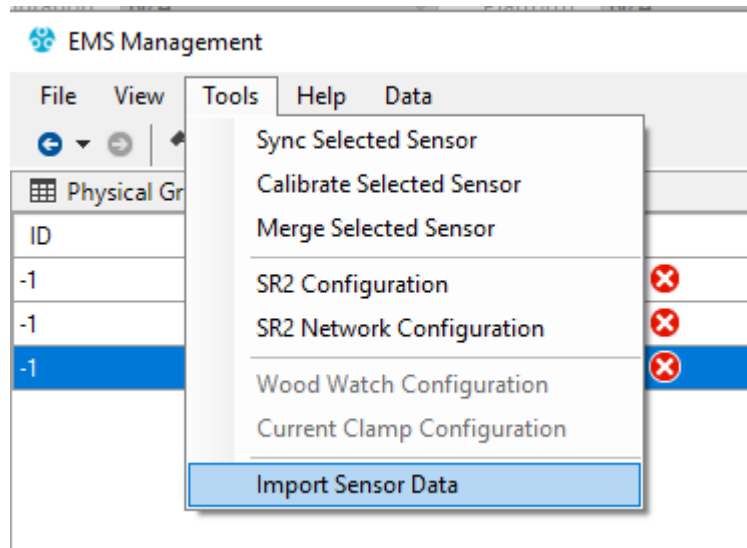 EMS Management
File View Tools Help Data
Sync Selected Sensor
Physical Gr
Calibrate Selected Sensor
ID
Merge Selected Sensor
-1
SR2 Configuration
-1
SR2 Network Configuration
-1
Wood Watch Configuration
Current Clamp Configuration
Import Sensor Data